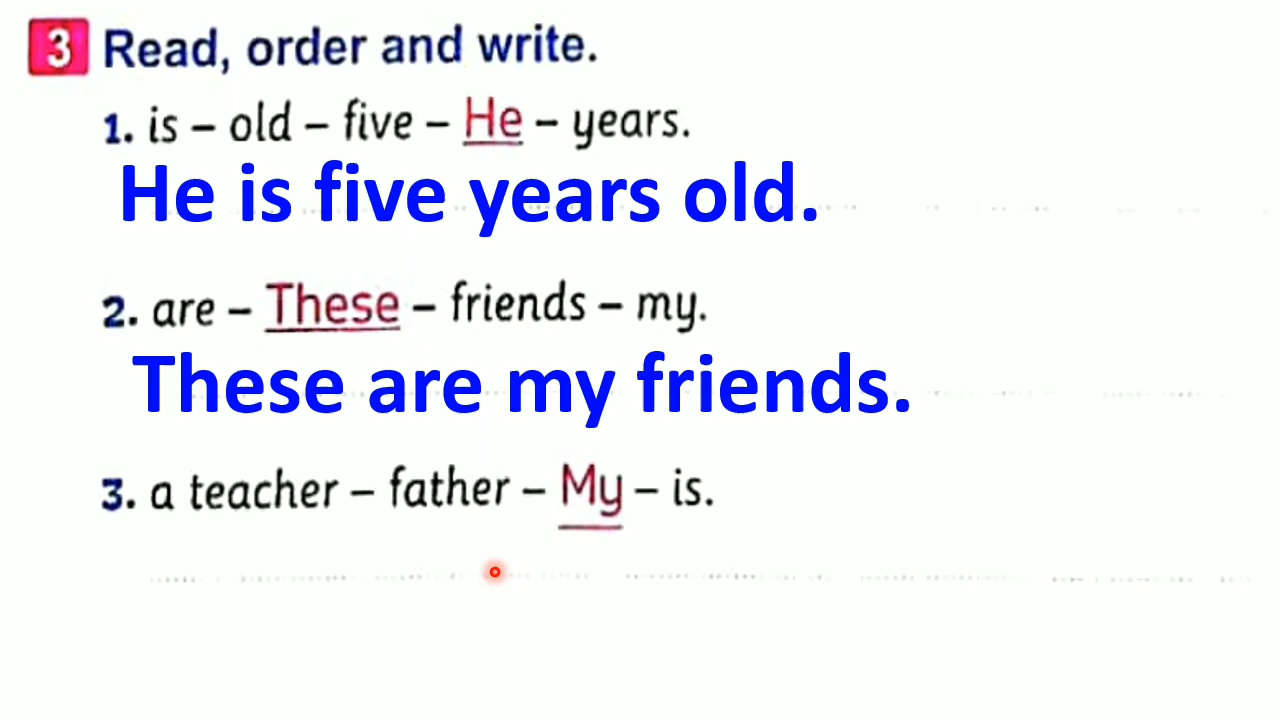 3 Read, order and write.
1. is – old – five – He – years.
He is five years old.
2. are – These – friends – my.
These are my friends.
3. a teacher – father – My – is.